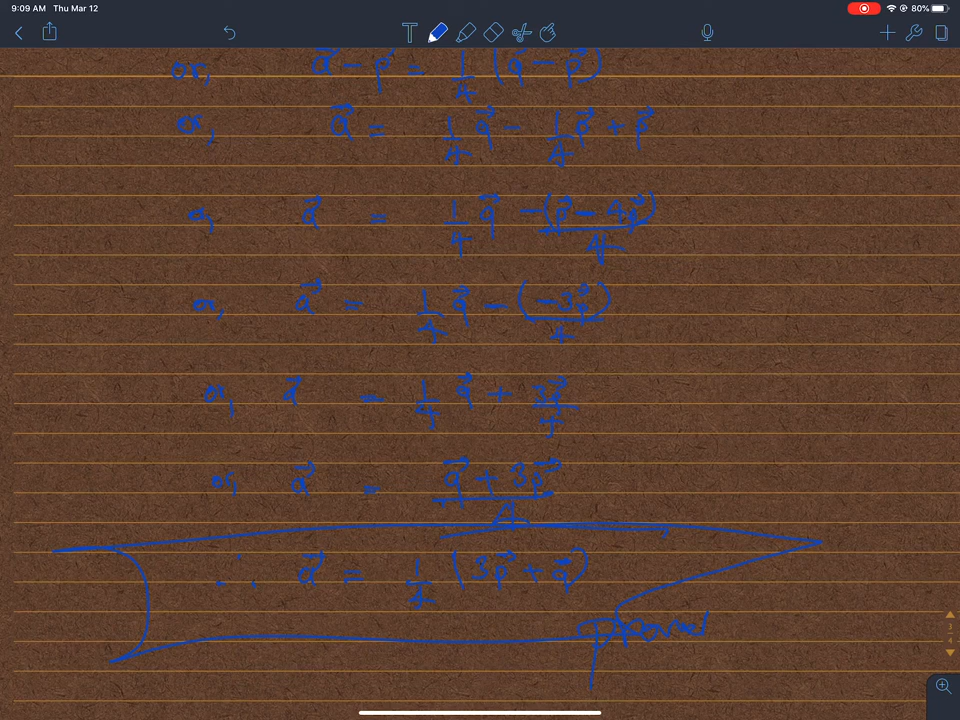 9:09 AM Thu Mar 12 80%
or, a⃗ - p⃗ = 1/4 (q⃗ - p⃗)
or, a⃗ = 1/4 q⃗ - 1/4 p⃗ + p⃗
or, a⃗ = 1/4 q⃗ - (p⃗ - 4p⃗)/4
or, a⃗ = 1/4 q⃗ - (-3p⃗)/4
or, a⃗ = 1/4 q⃗ + 3p⃗/4
or, a⃗ = (q⃗ + 3p⃗)/4
∴ a⃗ = 1/4 (3p⃗ + q⃗)
proved